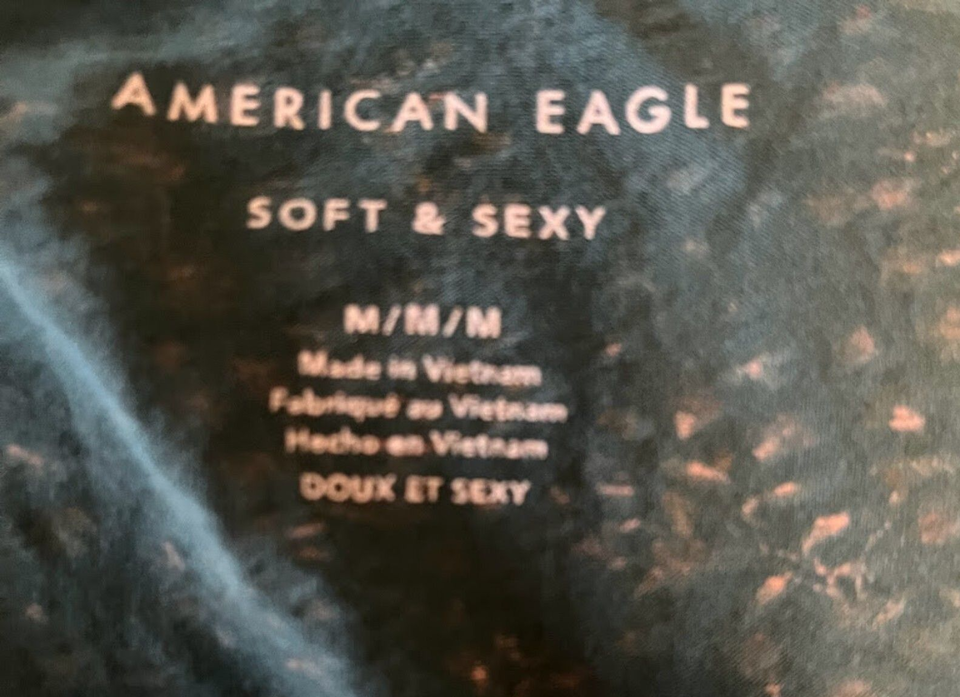 AMERICAN EAGLE
SOFT & SEXY
M/M/M
Made in Vietnam
Fabriqué au Vietnam
Hecho en Vietnam
DOUX ET SEXY